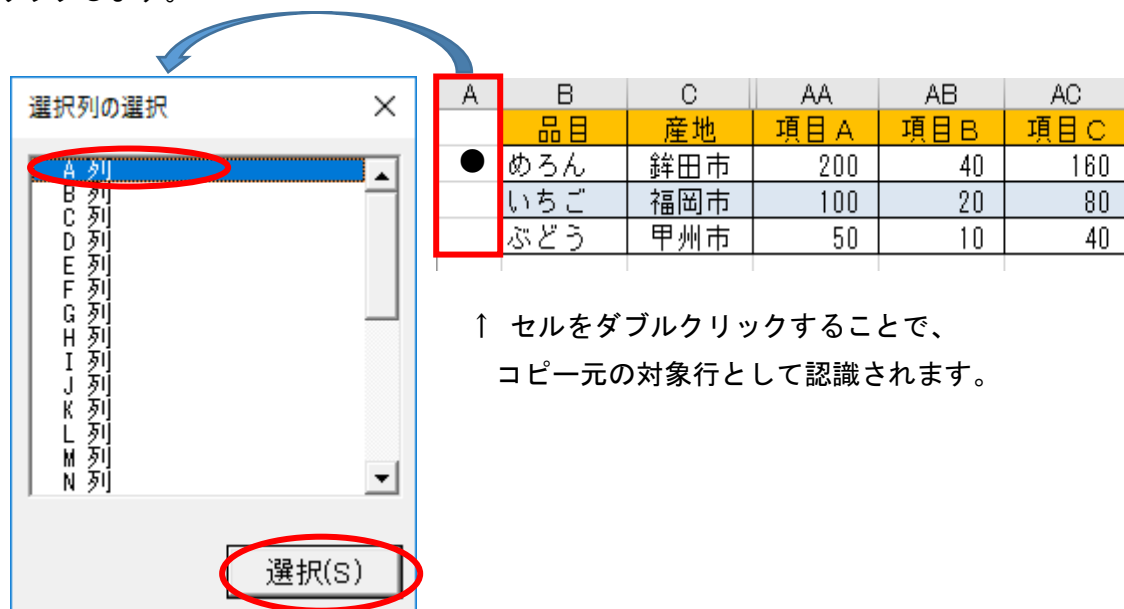 選択列の選択
A 列
B 列
C 列
D 列
E 列
F 列
G 列
H 列
I 列
J 列
K 列
L 列
M 列
N 列
選択(S)
A B C AA AB AC
品目 産地 項目A 項目B 項目C
● めろん 鉾田市 200 40 160
いちご 福岡市 100 20 80
ぶどう 甲州市 50 10 40
↑ セルをダブルクリックすることで、
コピー元の対象行として認識されます。